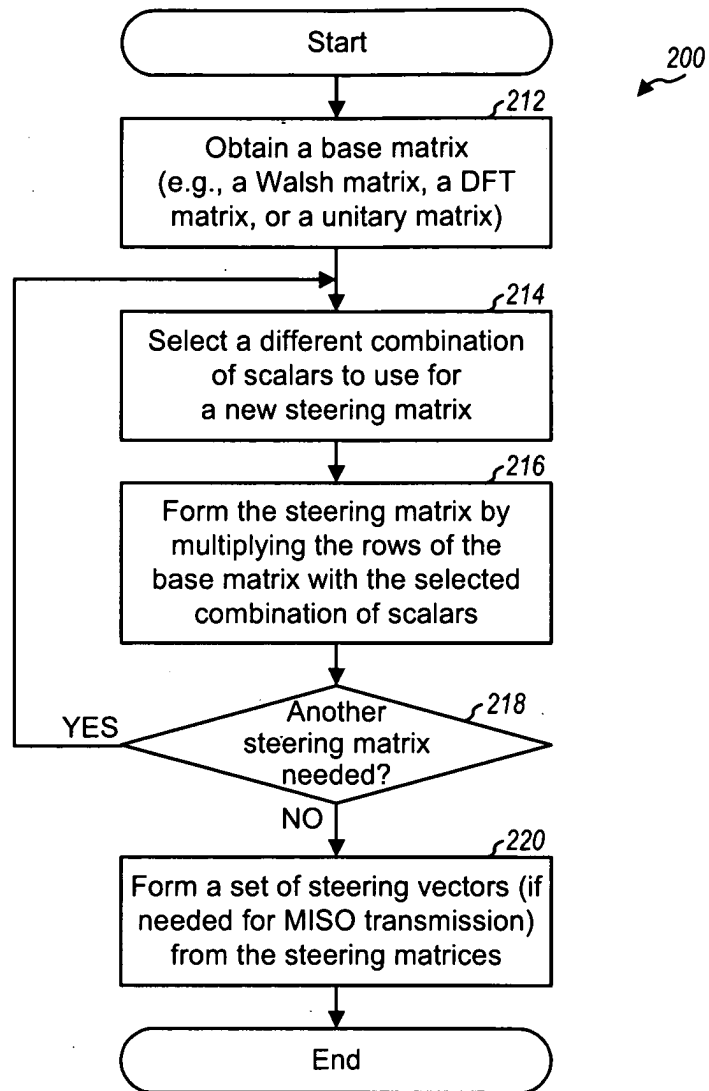 Start
200
212
Obtain a base matrix
(e.g., a Walsh matrix, a DFT
matrix, or a unitary matrix)
214
Select a different combination
of scalars to use for
a new steering matrix
216
Form the steering matrix by
multiplying the rows of the
base matrix with the selected
combination of scalars
218
Another
steering matrix
needed?
YES
NO
220
Form a set of steering vectors (if
needed for MISO transmission)
from the steering matrices
End